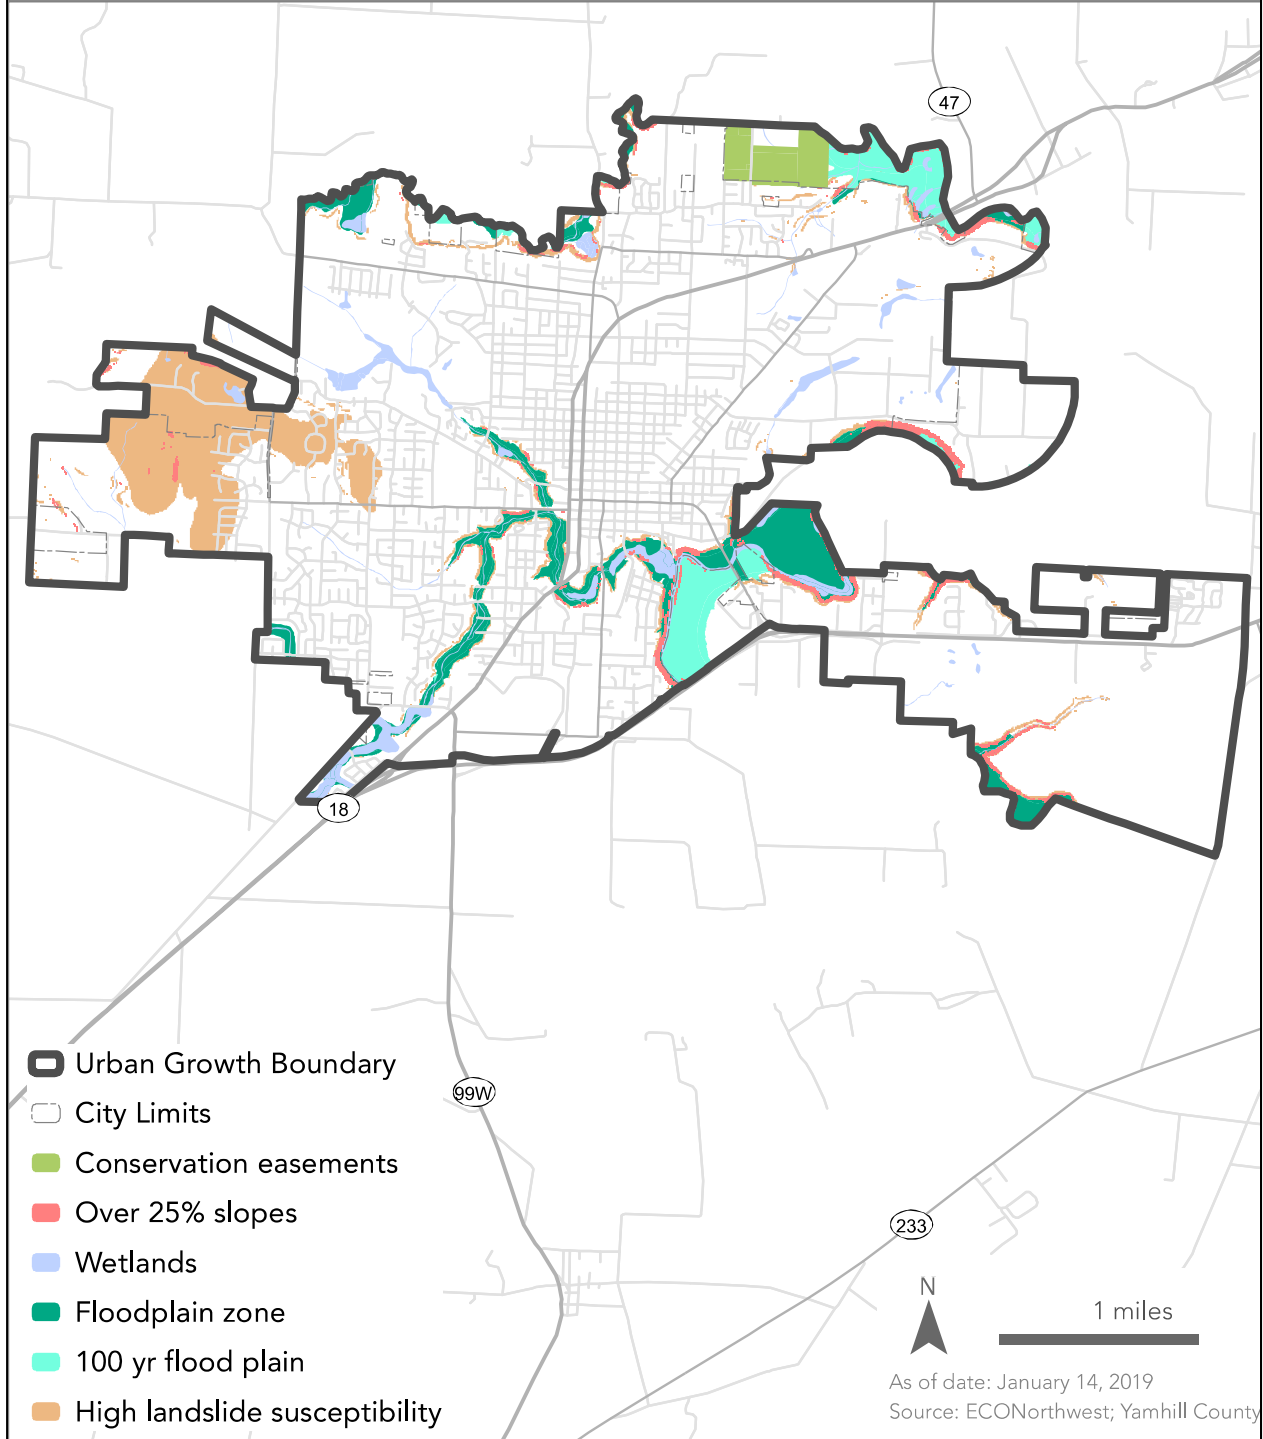 47
18
Urban Growth Boundary
City Limits
99W
Conservation easements
Over 25% slopes
233
Wetlands
N
Floodplain zone
1 miles
100 yr flood plain
As of date: January 14, 2019
High landslide susceptibility
Source: ECONorthwest; Yamhill County